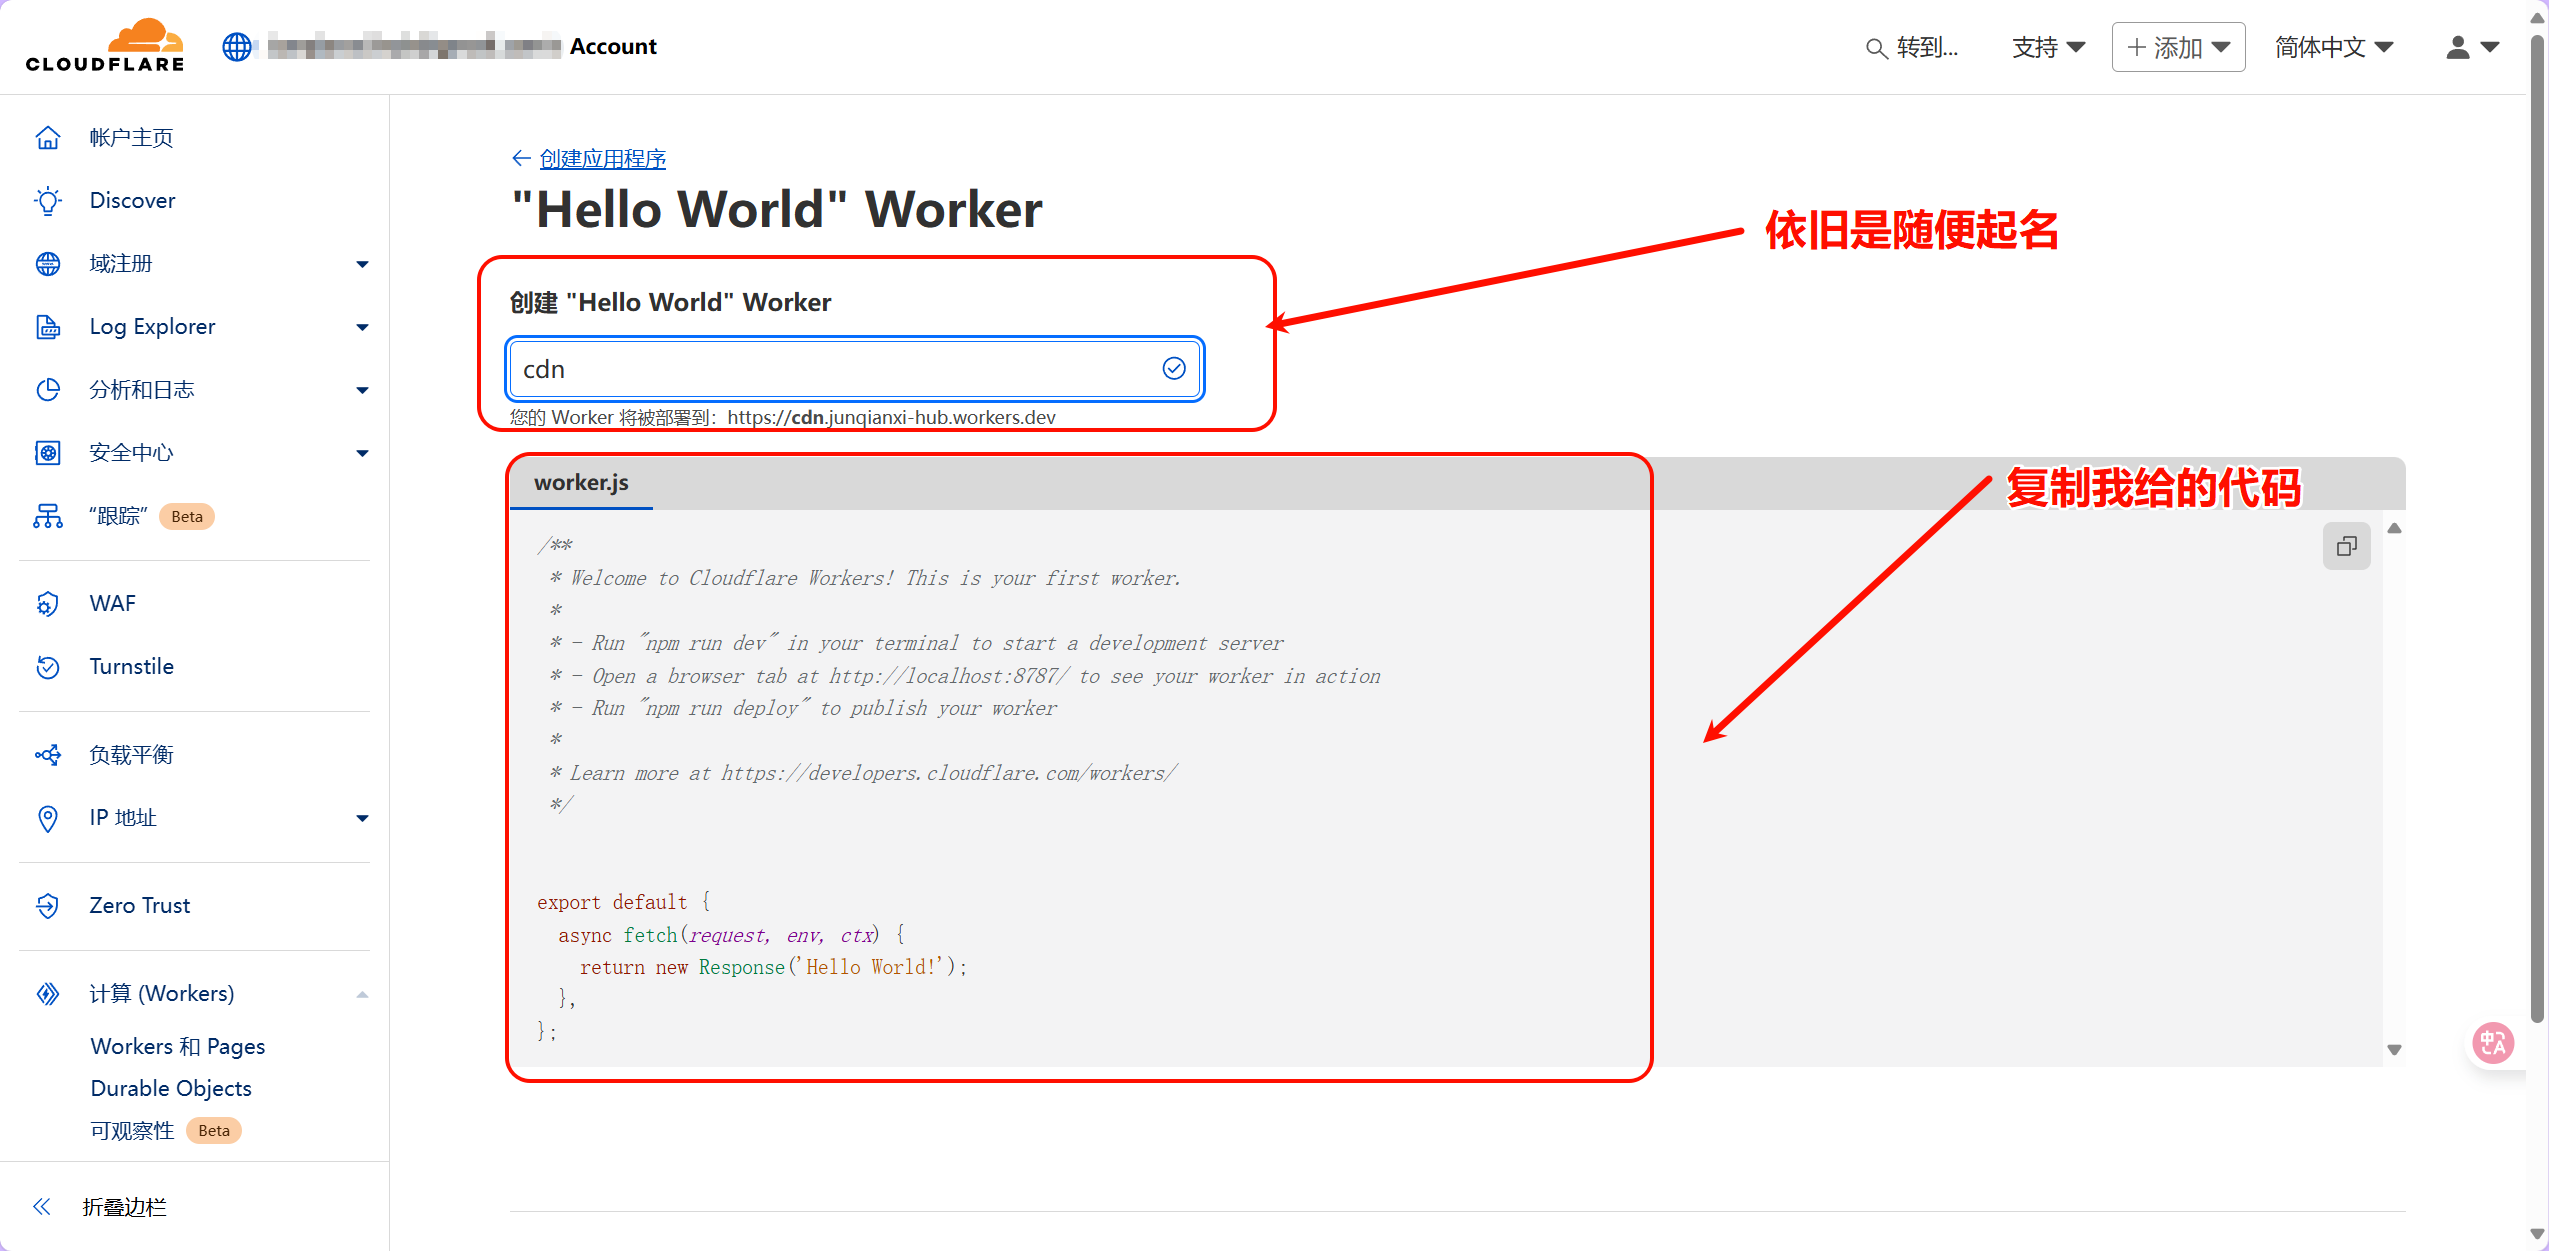 CLOUDFLARE
Account
转到...
支持
添加
简体中文
帐户主页
Discover
域注册
Log Explorer
分析和日志
安全中心
“跟踪” Beta
WAF
Turnstile
负载平衡
IP 地址
Zero Trust
计算 (Workers)
Workers 和 Pages
Durable Objects
可观察性 Beta
折叠边栏
创建应用程序
"Hello World" Worker
依旧是随便起名
创建 "Hello World" Worker
cdn
您的 Worker 将被部署到：https://cdn.junqianxi-hub.workers.dev
worker.js
复制我给的代码
/**
* Welcome to Cloudflare Workers! This is your first worker.
*
* - Run "npm run dev" in your terminal to start a development server
* - Open a browser tab at http://localhost:8787/ to see your worker in action
* - Run "npm run deploy" to publish your worker
*
* Learn more at https://developers.cloudflare.com/workers/
*/
export default {
async fetch(request, env, ctx) {
return new Response('Hello World!');
},
};
中A